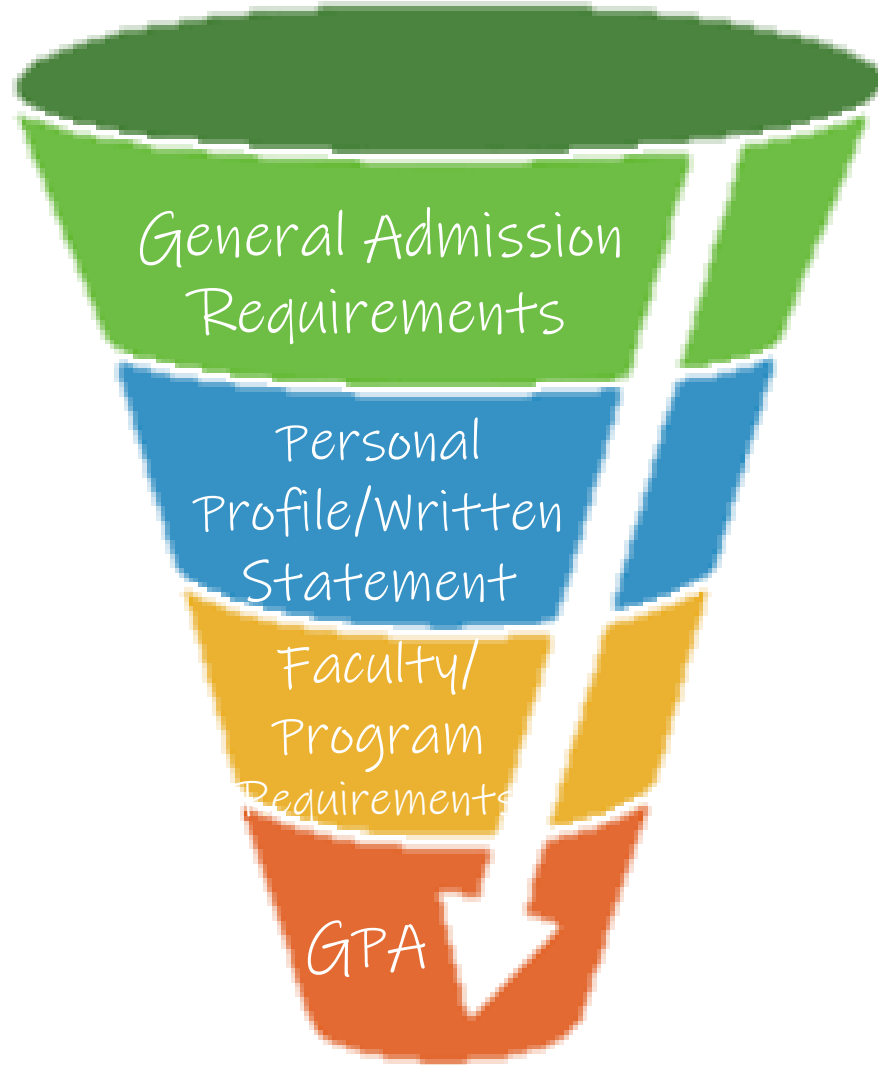 General Admission
Requirements
Personal
Profile/Written
Statement
Faculty/
Program
Requirements
GPA